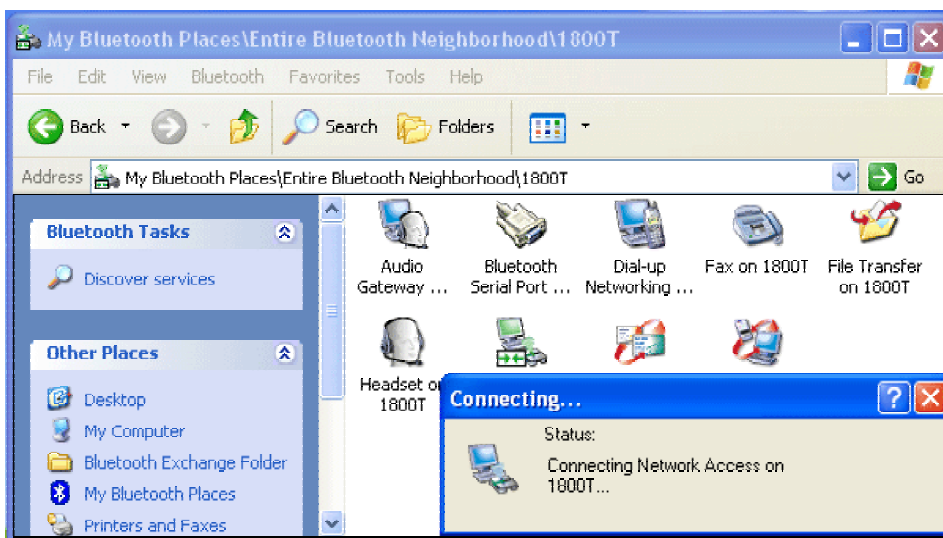 My Bluetooth Places\Entire Bluetooth Neighborhood\1800T
File Edit View Bluetooth Favorites Tools Help
Back Search Folders
Address My Bluetooth Places\Entire Bluetooth Neighborhood\1800T Go
Bluetooth Tasks
Discover services
Other Places
Desktop
My Computer
Bluetooth Exchange Folder
My Bluetooth Places
Printers and Faxes
Audio
Gateway ...
Bluetooth
Serial Port ...
Dial-up
Networking ...
Fax on 1800T
File Transfer
on 1800T
Headset o
1800T
Connecting...
Status:
Connecting Network Access on
1800T...